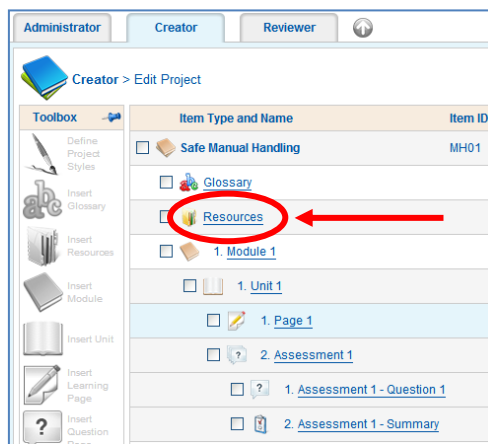 Administrator Creator Reviewer
Creator > Edit Project
Toolbox Item Type and Name Item ID
Define
Project
Styles
Safe Manual Handling MH01
Glossary
Insert
Glossary
Resources
Insert
Resources
1. Module 1
Insert
Module
1. Unit 1
Insert Unit
1. Page 1
Insert
Learning
Page
2. Assessment 1
1. Assessment 1 - Question 1
Insert
Question
2. Assessment 1 - Summary